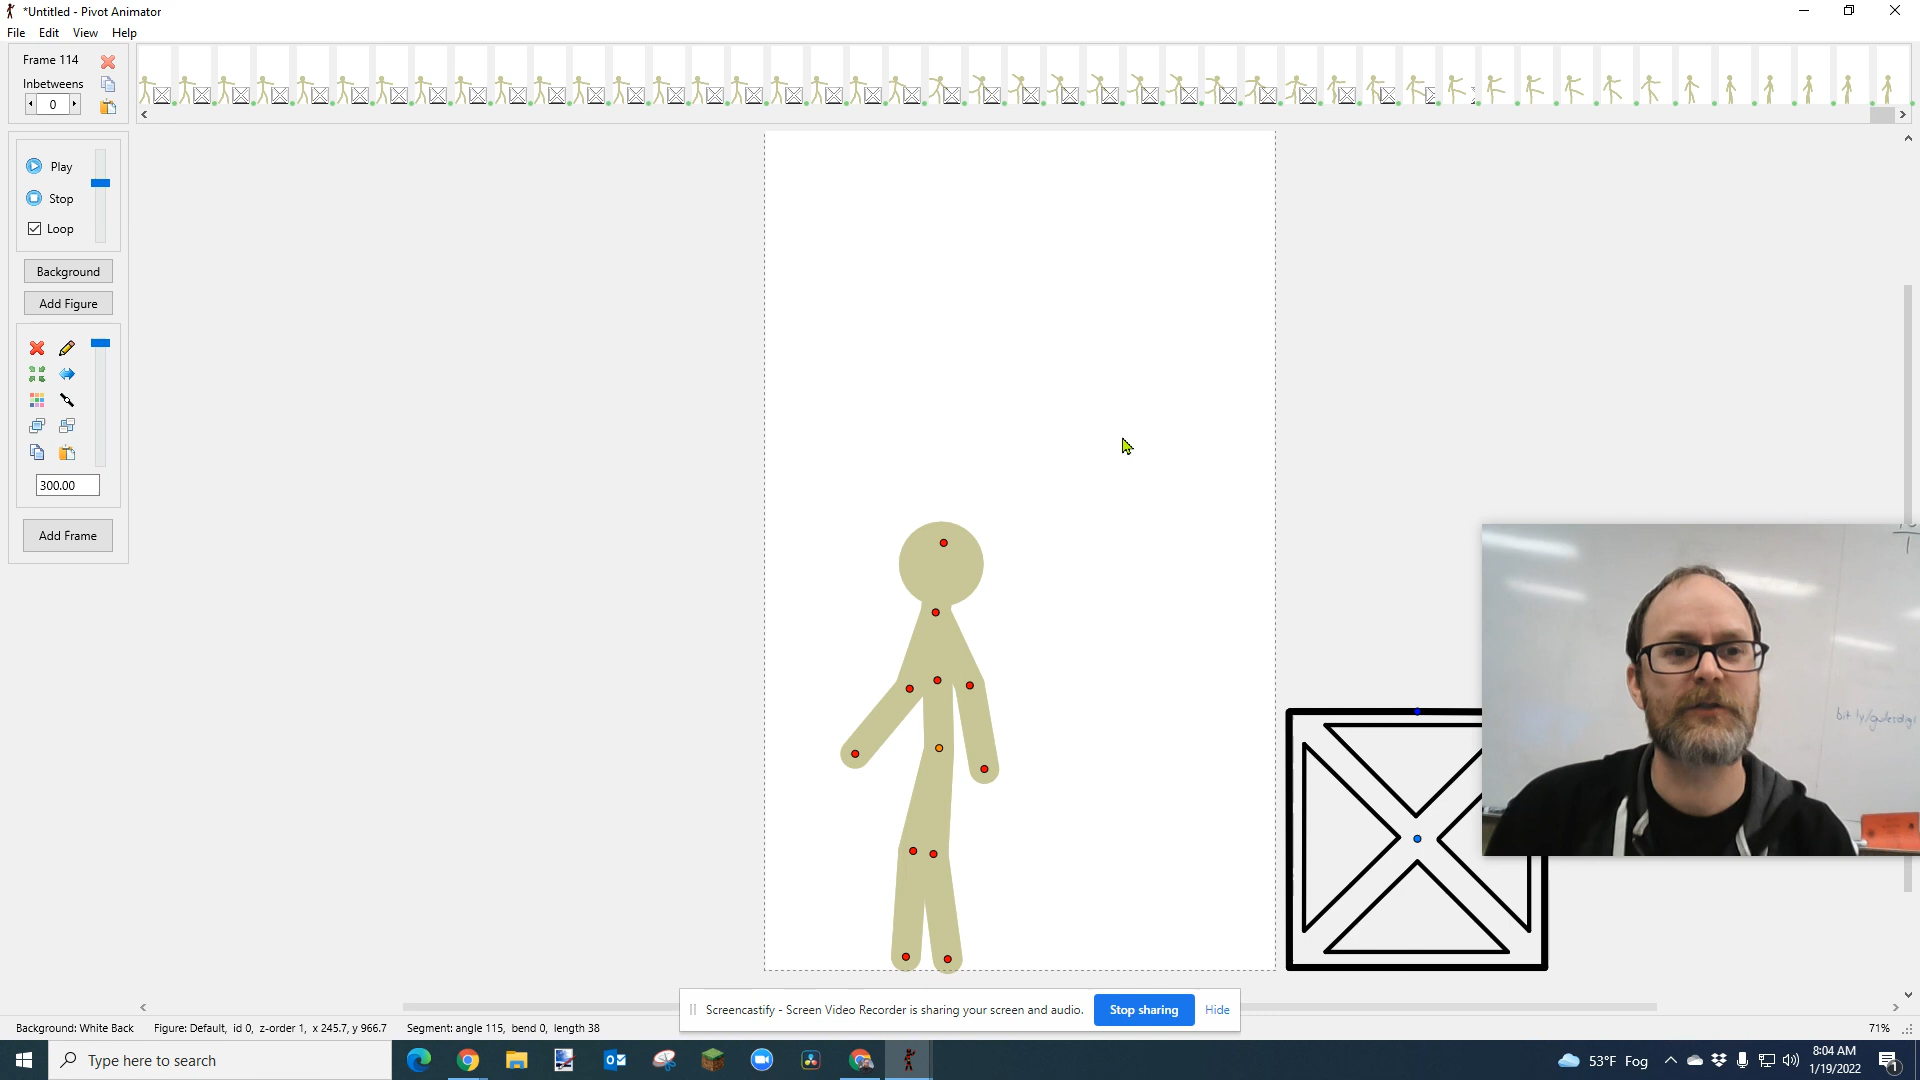 *Untitled - Pivot Animator
File Edit View Help
Frame 114
Inbetweens
0
Play
Stop
Loop
Background
Add Figure
300.00
Add Frame
Screencastify - Screen Video Recorder is sharing your screen and audio. Stop sharing Hide
Background: White Back Figure: Default, id 0, z-order 1, x 245.7, y 966.7 Segment: angle 115, bend 0, length 38 71%
Type here to search 53°F Fog 8:04 AM
1/19/2022 1